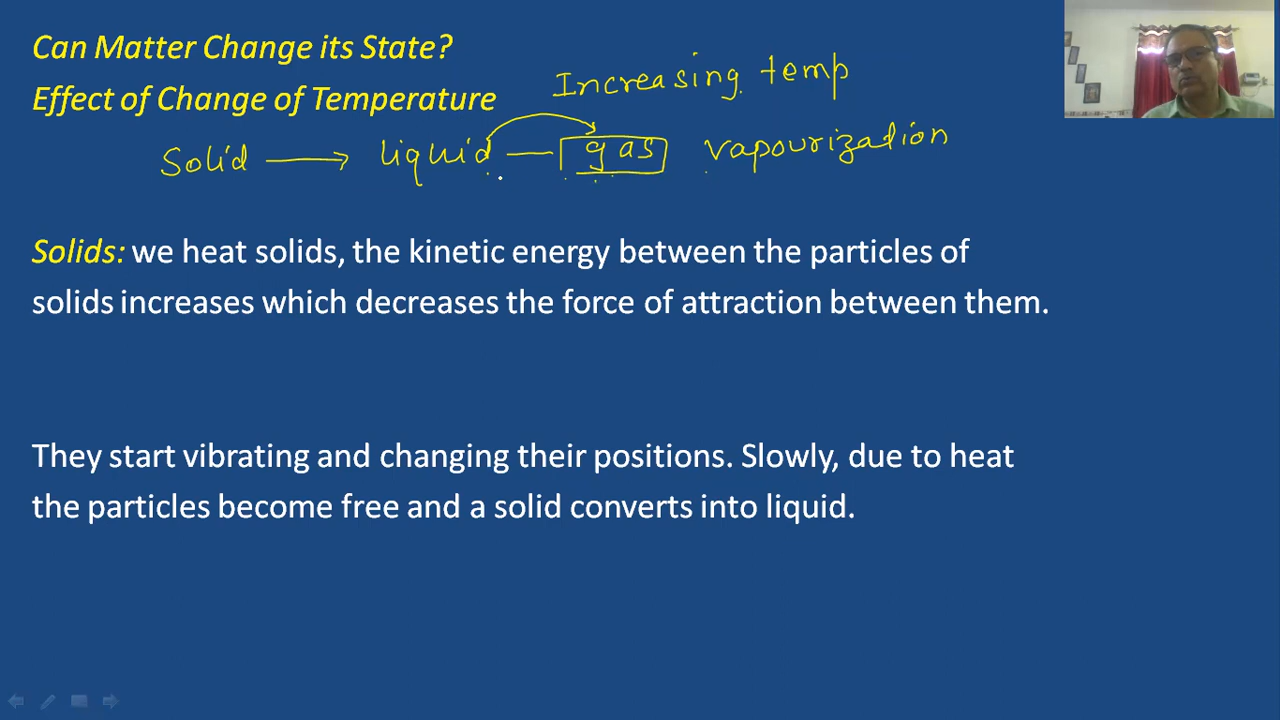 Can Matter Change its State?
Effect of Change of Temperature
Increasing temp
Solid → liquid — gas vapourization
Solids: we heat solids, the kinetic energy between the particles of
solids increases which decreases the force of attraction between them.
They start vibrating and changing their positions. Slowly, due to heat
the particles become free and a solid converts into liquid.